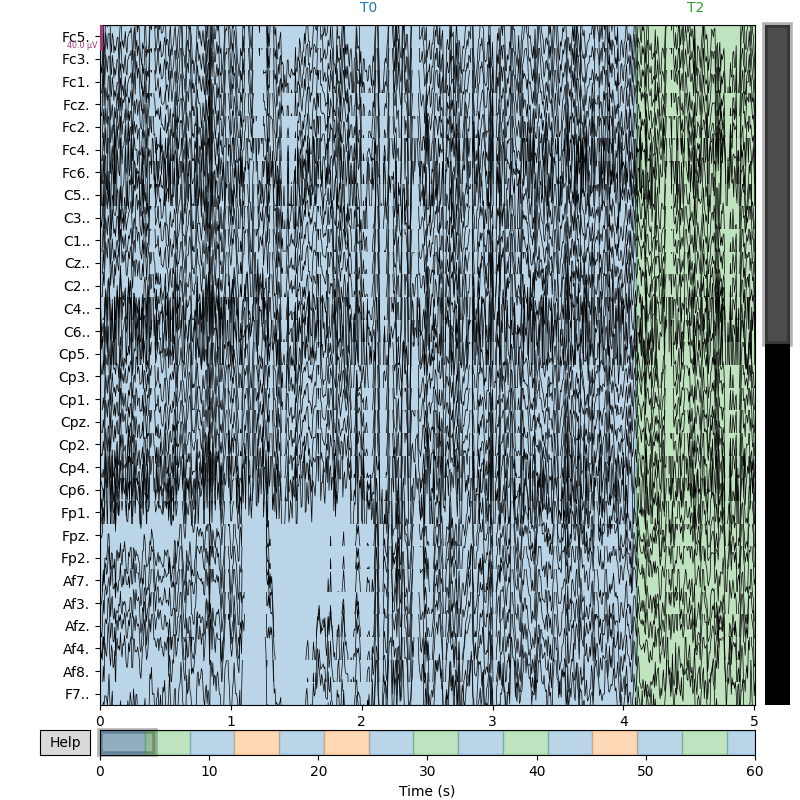 T0 T2
Fc5.
40.0 µV
Fc3.
Fc1.
Fcz.
Fc2.
Fc4.
Fc6.
C5..
C3..
C1..
Cz..
C2..
C4..
C6..
Cp5.
Cp3.
Cp1.
Cpz.
Cp2.
Cp4.
Cp6.
Fp1.
Fpz.
Fp2.
Af7.
Af3.
Afz.
Af4.
Af8.
F7..
0 1 2 3 4 5
Help
0 10 20 30 40 50 60
Time (s)